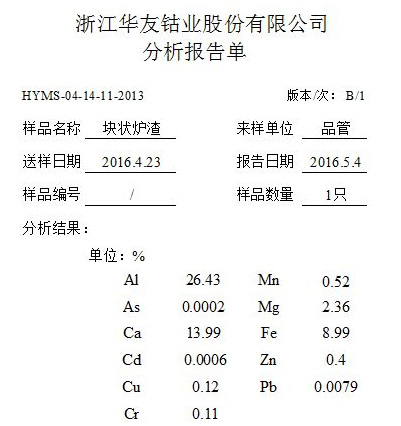 浙江华友钴业股份有限公司
分析报告单
HYMS-04-14-11-2013 版本/次: B/1
样品名称 块状炉渣 来样单位 品管
送样日期 2016.4.23 报告日期 2016.5.4
样品编号 / 样品数量 1只
分析结果:
单位: %
Al 26.43 Mn 0.52
As 0.0002 Mg 2.36
Ca 13.99 Fe 8.99
Cd 0.0006 Zn 0.4
Cu 0.12 Pb 0.0079
Cr 0.11